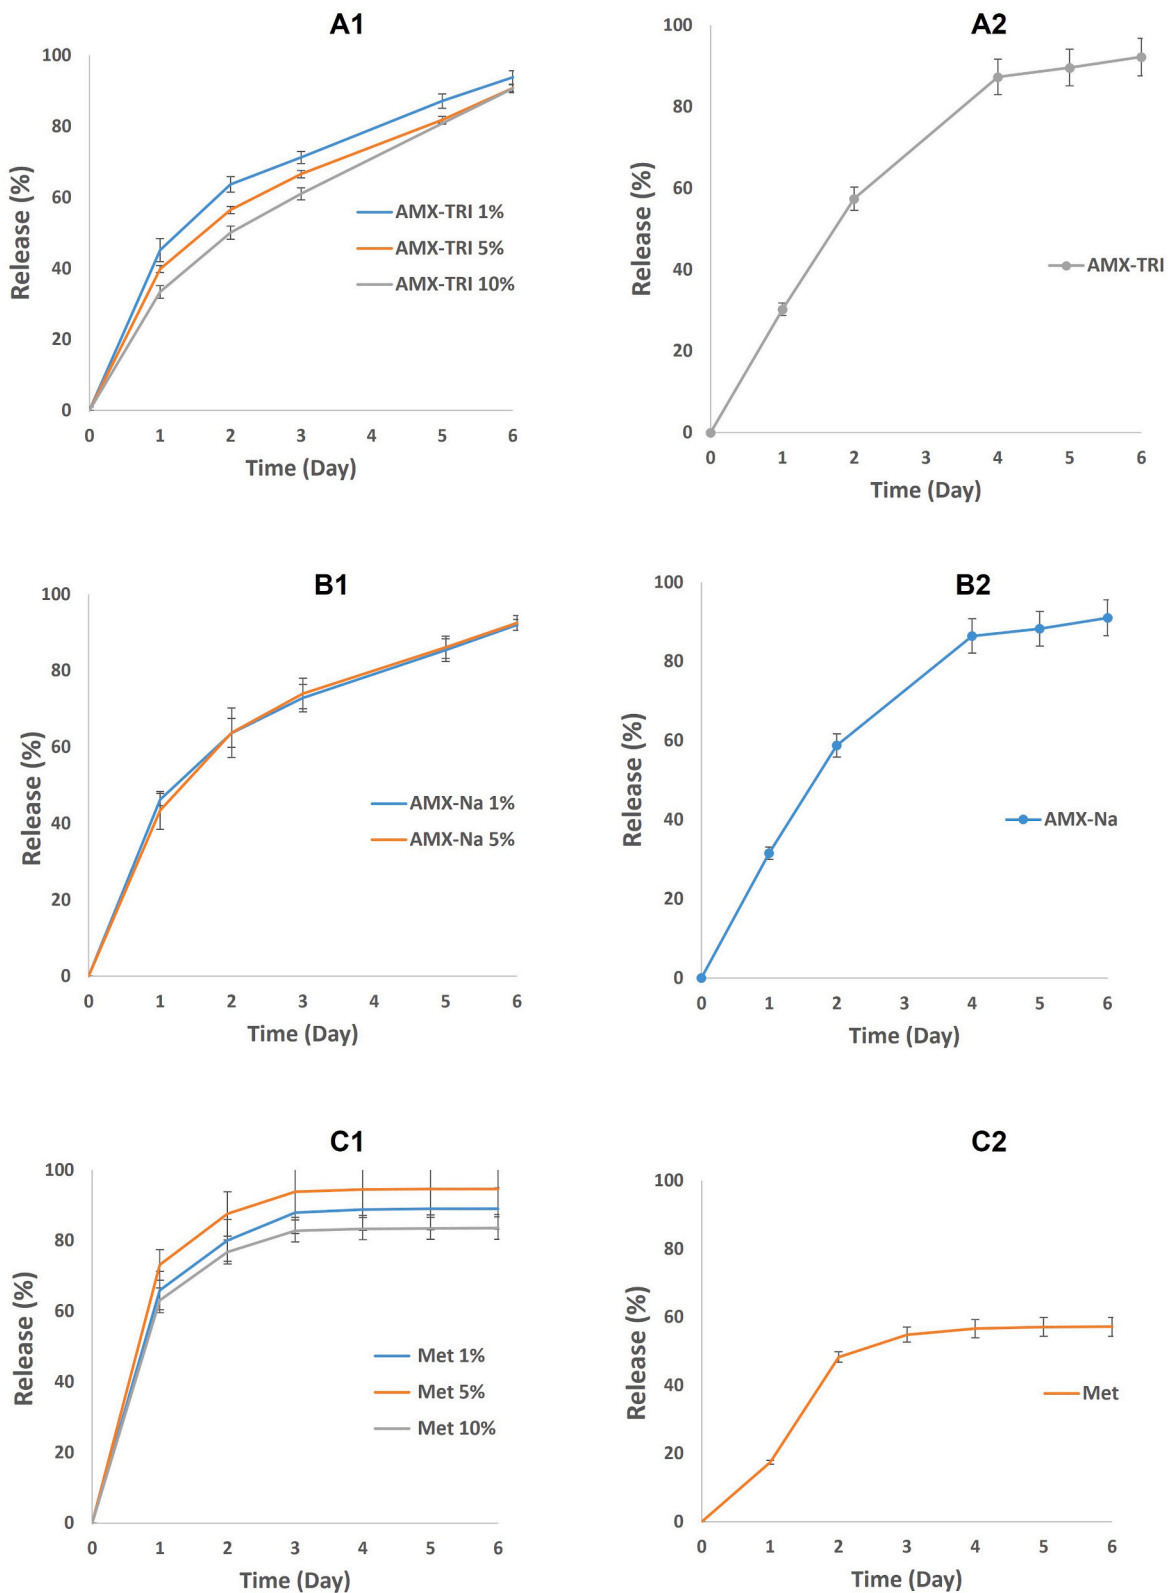 A1
100
80
60
40
20
0
Release (%)
AMX-TRI 1%
AMX-TRI 5%
AMX-TRI 10%
0 1 2 3 4 5 6
Time (Day)
A2
100
80
60
40
20
0
Release (%)
AMX-TRI
0 1 2 3 4 5 6
Time (Day)
B1
100
80
60
40
20
0
Release (%)
AMX-Na 1%
AMX-Na 5%
0 1 2 3 4 5 6
Time (Day)
B2
100
80
60
40
20
0
Release (%)
AMX-Na
0 1 2 3 4 5 6
Time (Day)
C1
100
80
60
40
20
0
Release (%)
Met 1%
Met 5%
Met 10%
0 1 2 3 4 5 6
Time (Day)
C2
100
80
60
40
20
0
Release (%)
Met
0 1 2 3 4 5 6
Time (Day)